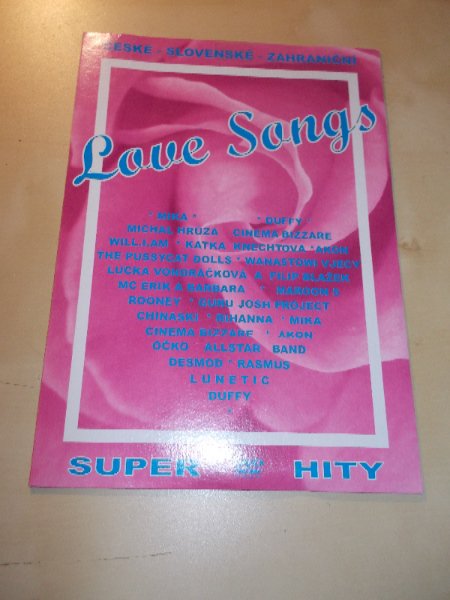 ČESKÉ - SLOVENSKÉ - ZAHRANIČNÍ
Love Songs
* MIKA * * DUFFY *
MICHAL HRŮZA * CINEMA BIZZARE
WILL.I.AM * KATKA KNECHTOVÁ * AKON
THE PUSSYCAT DOLLS * WANASTOWI VJECY
LUCKA VONDRÁČKOVÁ & FILIP BLAŽEK
MC ERIK & BARBARA * MAROON 5
ROONEY * GURU JOSH PROJECT
CHINASKI * RIHANNA * MIKA
CINEMA BIZZARE * AKON
ÓČKO ALLSTAR BAND
DESMOD * RASMUS
LUNETIC
DUFFY
*
SUPER HITY